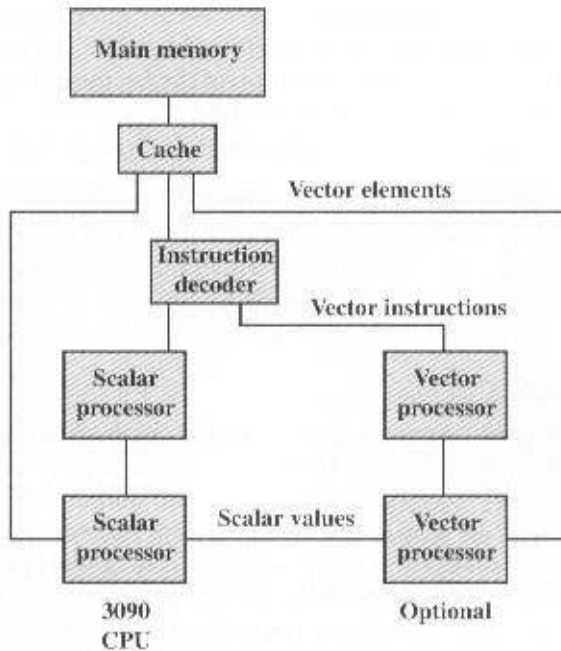 Main memory
Cache
Vector elements
Instruction
decoder
Vector instructions
Scalar
processor
Vector
processor
Scalar
processor
Scalar values
Vector
processor
3090
CPU
Optional